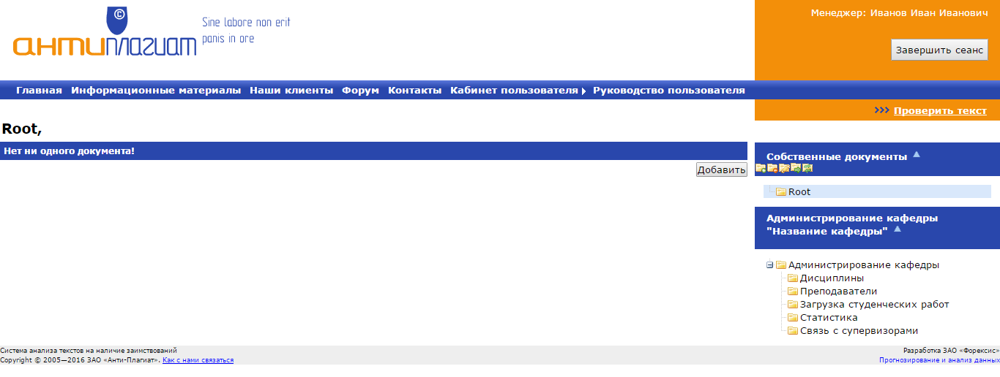 ©
антиплагиат
Sine labore non erit
panis in ore
Менеджер: Иванов Иван Иванович
Завершить сеанс
Главная Информационные материалы Наши клиенты Форум Контакты Кабинет пользователя Руководство пользователя
Проверить текст
Root,
Нет ни одного документа!
Добавить
Собственные документы
Root
Администрирование кафедры
"Название кафедры"
Администрирование кафедры
Дисциплины
Преподаватели
Загрузка студенческих работ
Статистика
Связь с супервизорами
Система анализа текстов на наличие заимствований
Copyright © 2005—2016 ЗАО «Анти-Плагиат». Как с нами связаться
Разработка ЗАО «Форексис»
Прогнозирование и анализ данных